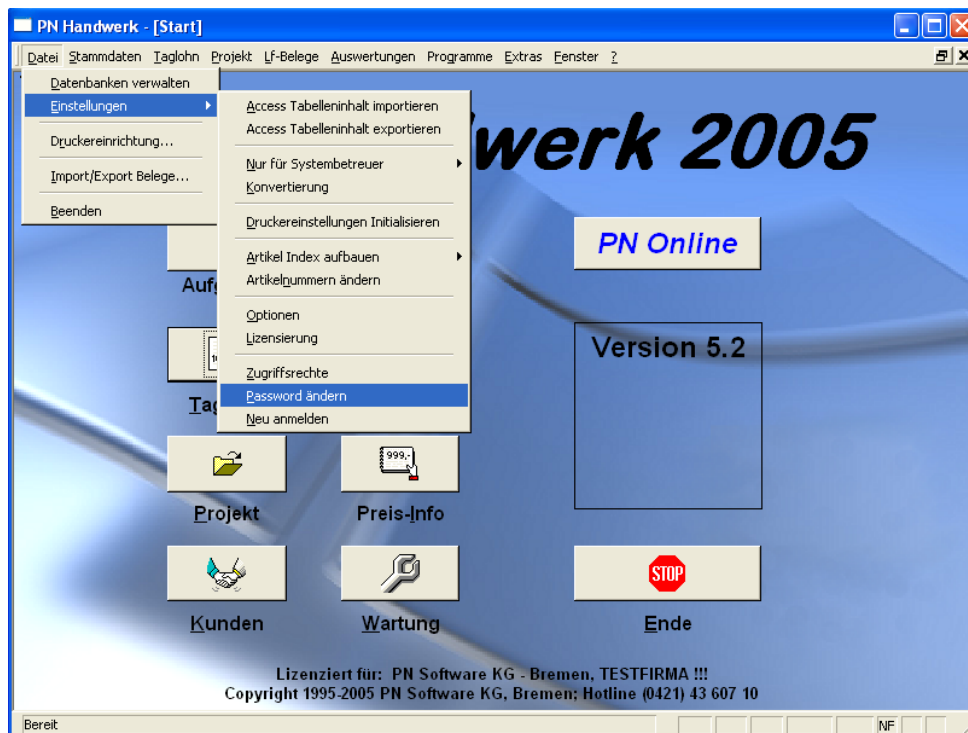 PN Handwerk - [Start]
Datei Stammdaten Taglohn Projekt Lf-Belege Auswertungen Programme Extras Fenster ?
Datenbanken verwalten
Einstellungen
Druckereinrichtung...
Import/Export Belege...
Beenden
Access Tabelleninhalt importieren
Access Tabelleninhalt exportieren
Nur für Systembetreuer
Konvertierung
Druckereinstellungen Initialisieren
Artikel Index aufbauen
Artikelnummern ändern
Optionen
Lizensierung
Zugriffsrechte
Password ändern
Neu anmelden
werk 2005
PN Online
Auf
Version 5.2
Tag
999,-
Projekt
Preis-Info
STOP
Kunden
Wartung
Ende
Lizenziert für: PN Software KG - Bremen, TESTFIRMA !!!
Copyright 1995-2005 PN Software KG, Bremen; Hotline (0421) 43 607 10
Bereit
NF